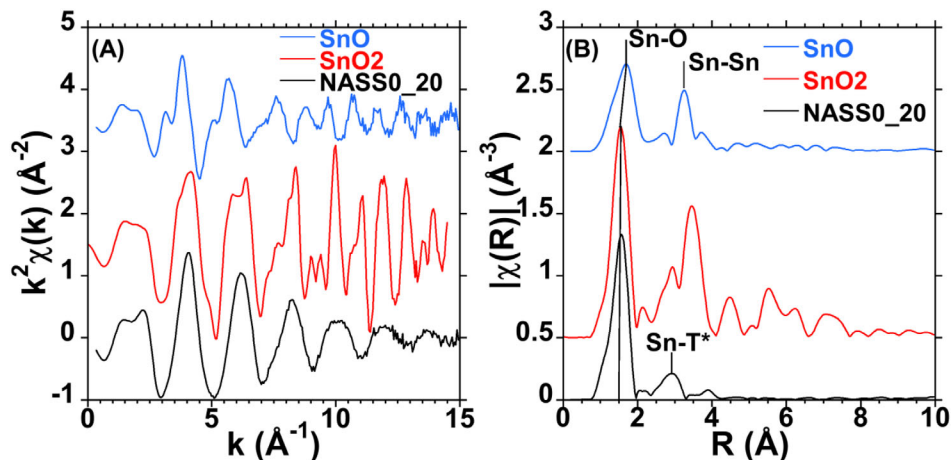 (A)
SnO
SnO2
NASS0_20
5
4
3
2
1
0
-1
k² χ(k) (Å⁻²)
0 5 10 15
k (Å⁻¹)
(B)
Sn-O
Sn-Sn
SnO
SnO2
NASS0_20
Sn-T*
3
2.5
2
1.5
1
0.5
0
|χ(R)| (Å⁻³)
0 2 4 6 8 10
R (Å)